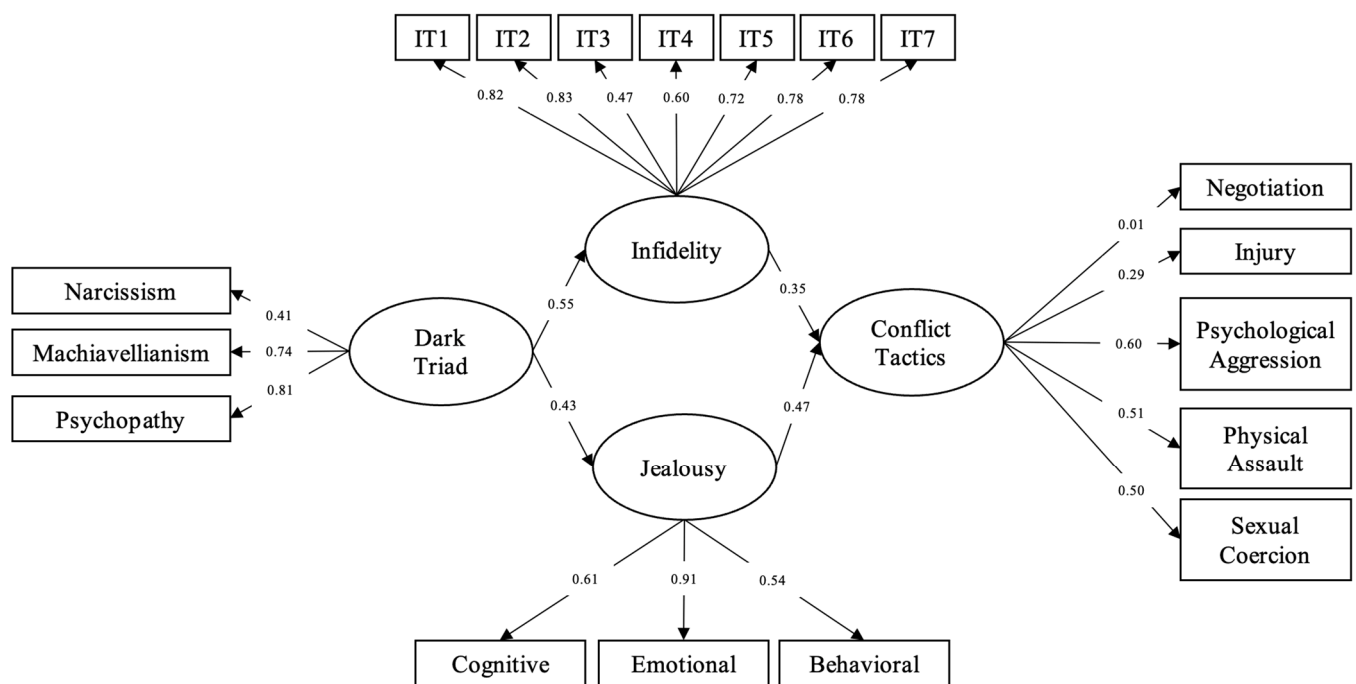 IT1 IT2 IT3 IT4 IT5 IT6 IT7
0.82 0.83 0.47 0.60 0.72 0.78 0.78
Infidelity
Narcissism
Machiavellianism
Psychopathy
0.41
0.74
0.81
Dark
Triad
0.55
0.43
0.35
0.47
Conflict
Tactics
Jealousy
0.01
0.29
0.60
0.51
0.50
Negotiation
Injury
Psychological
Aggression
Physical
Assault
Sexual
Coercion
0.61 0.91 0.54
Cognitive Emotional Behavioral